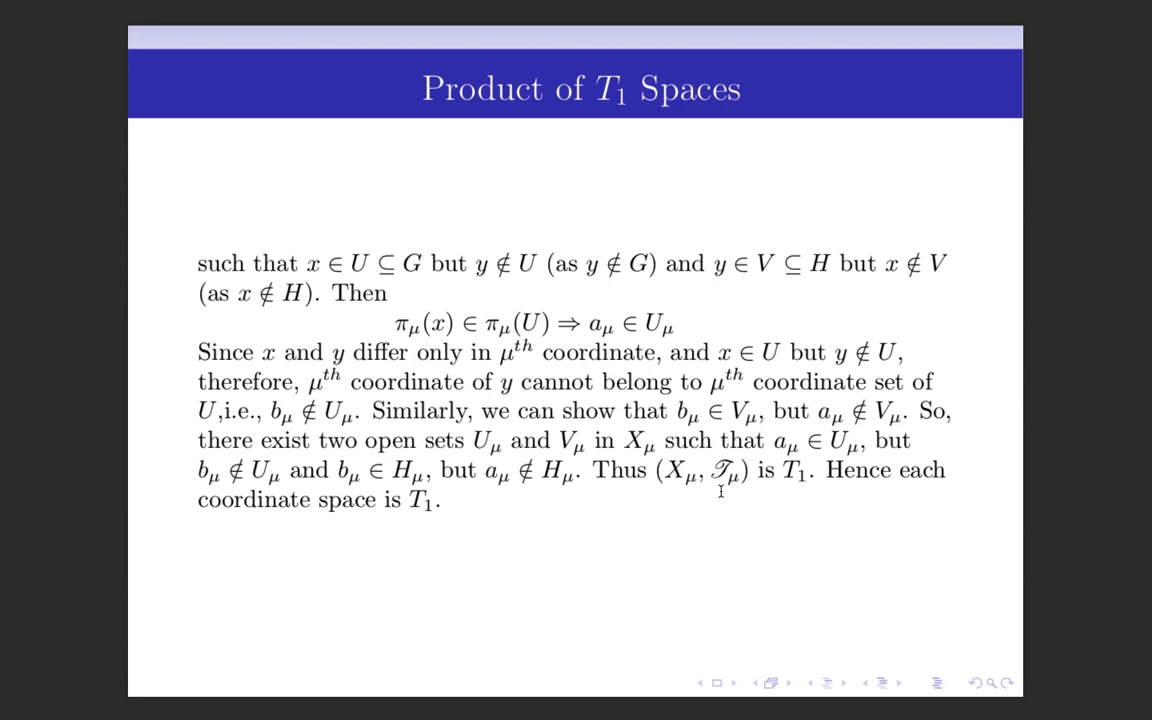 Product of T₁ Spaces
such that x ∈ U ⊆ G but y ∉ U (as y ∉ G) and y ∈ V ⊆ H but x ∉ V
(as x ∉ H). Then
π_μ(x) ∈ π_μ(U) ⇒ a_μ ∈ U_μ
Since x and y differ only in μ^{th} coordinate, and x ∈ U but y ∉ U,
therefore, μ^{th} coordinate of y cannot belong to μ^{th} coordinate set of
U,i.e., b_μ ∉ U_μ. Similarly, we can show that b_μ ∈ V_μ, but a_μ ∉ V_μ. So,
there exist two open sets U_μ and V_μ in X_μ such that a_μ ∈ U_μ, but
b_μ ∉ U_μ and b_μ ∈ H_μ, but a_μ ∉ H_μ. Thus (X_μ, 𝒯_μ) is T₁. Hence each
coordinate space is T₁.